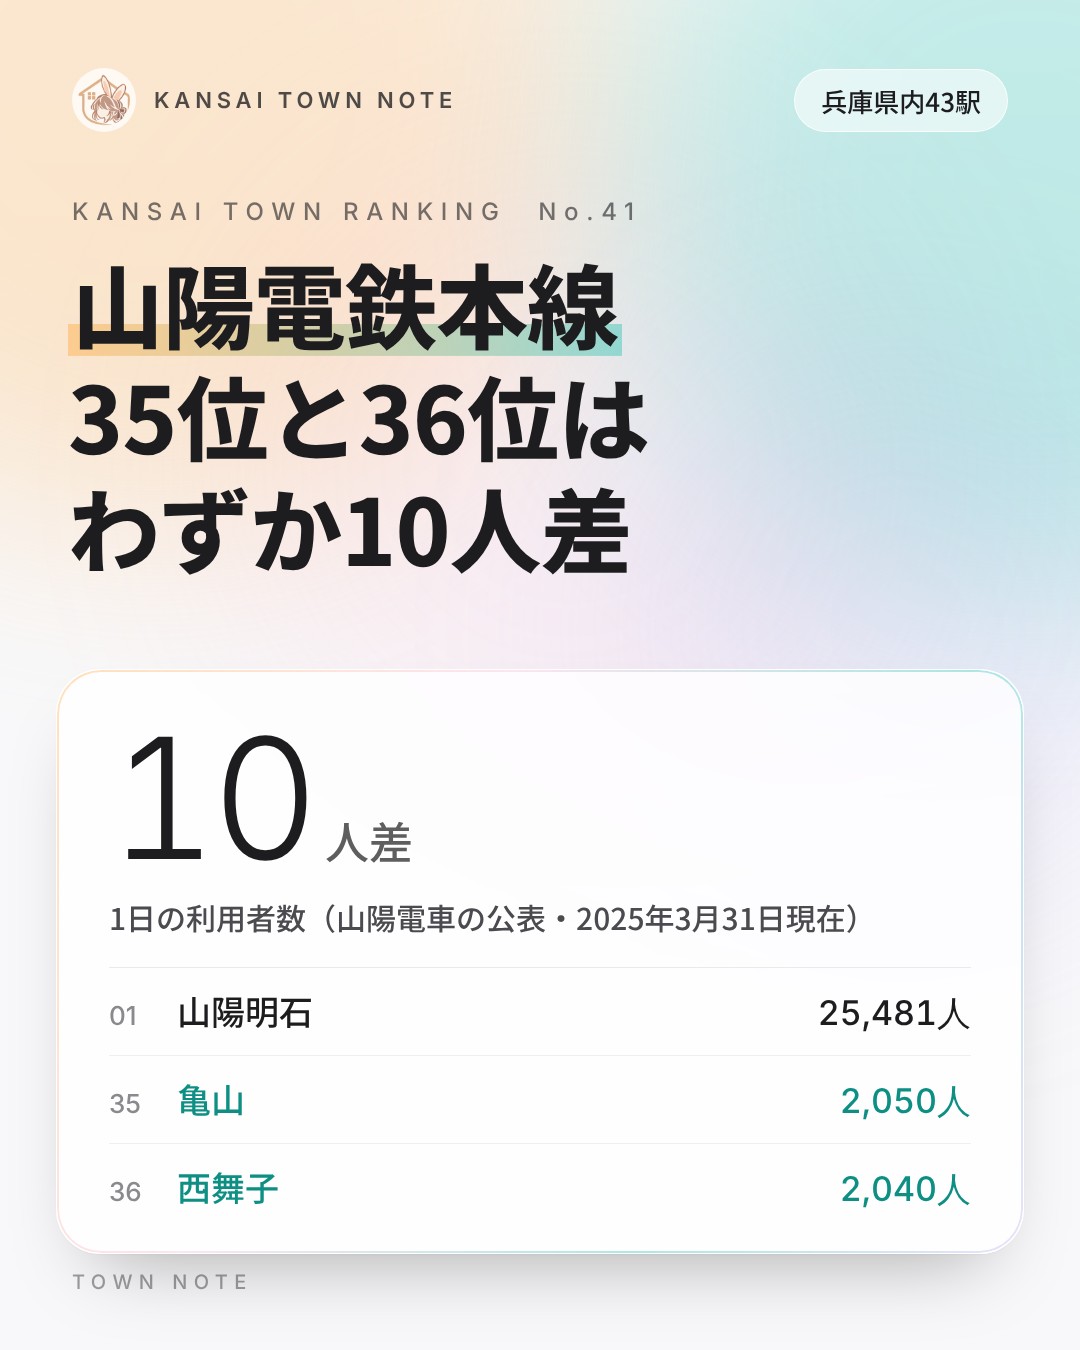 KANSAI TOWN NOTE
兵庫県内43駅
KANSAI TOWN RANKING No.41
山陽電鉄本線
35位と36位は
わずか10人差
10人差
1日の利用者数（山陽電車の公表・2025年3月31日現在）
01 山陽明石 25,481人
35 亀山 2,050人
36 西舞子 2,040人
TOWN NOTE